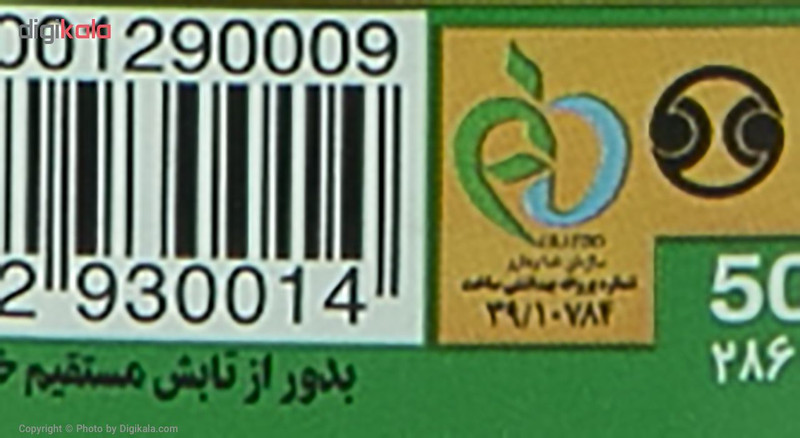 digikala
001290009
2 930014
سازمان غذا و دارو
شماره پروانه بهداشتی ساخت
۳۹/۱۰۷۸۴
50
۲۸۶
بدور از تابش مستقیم
Copyright © Photo by Digikala.com